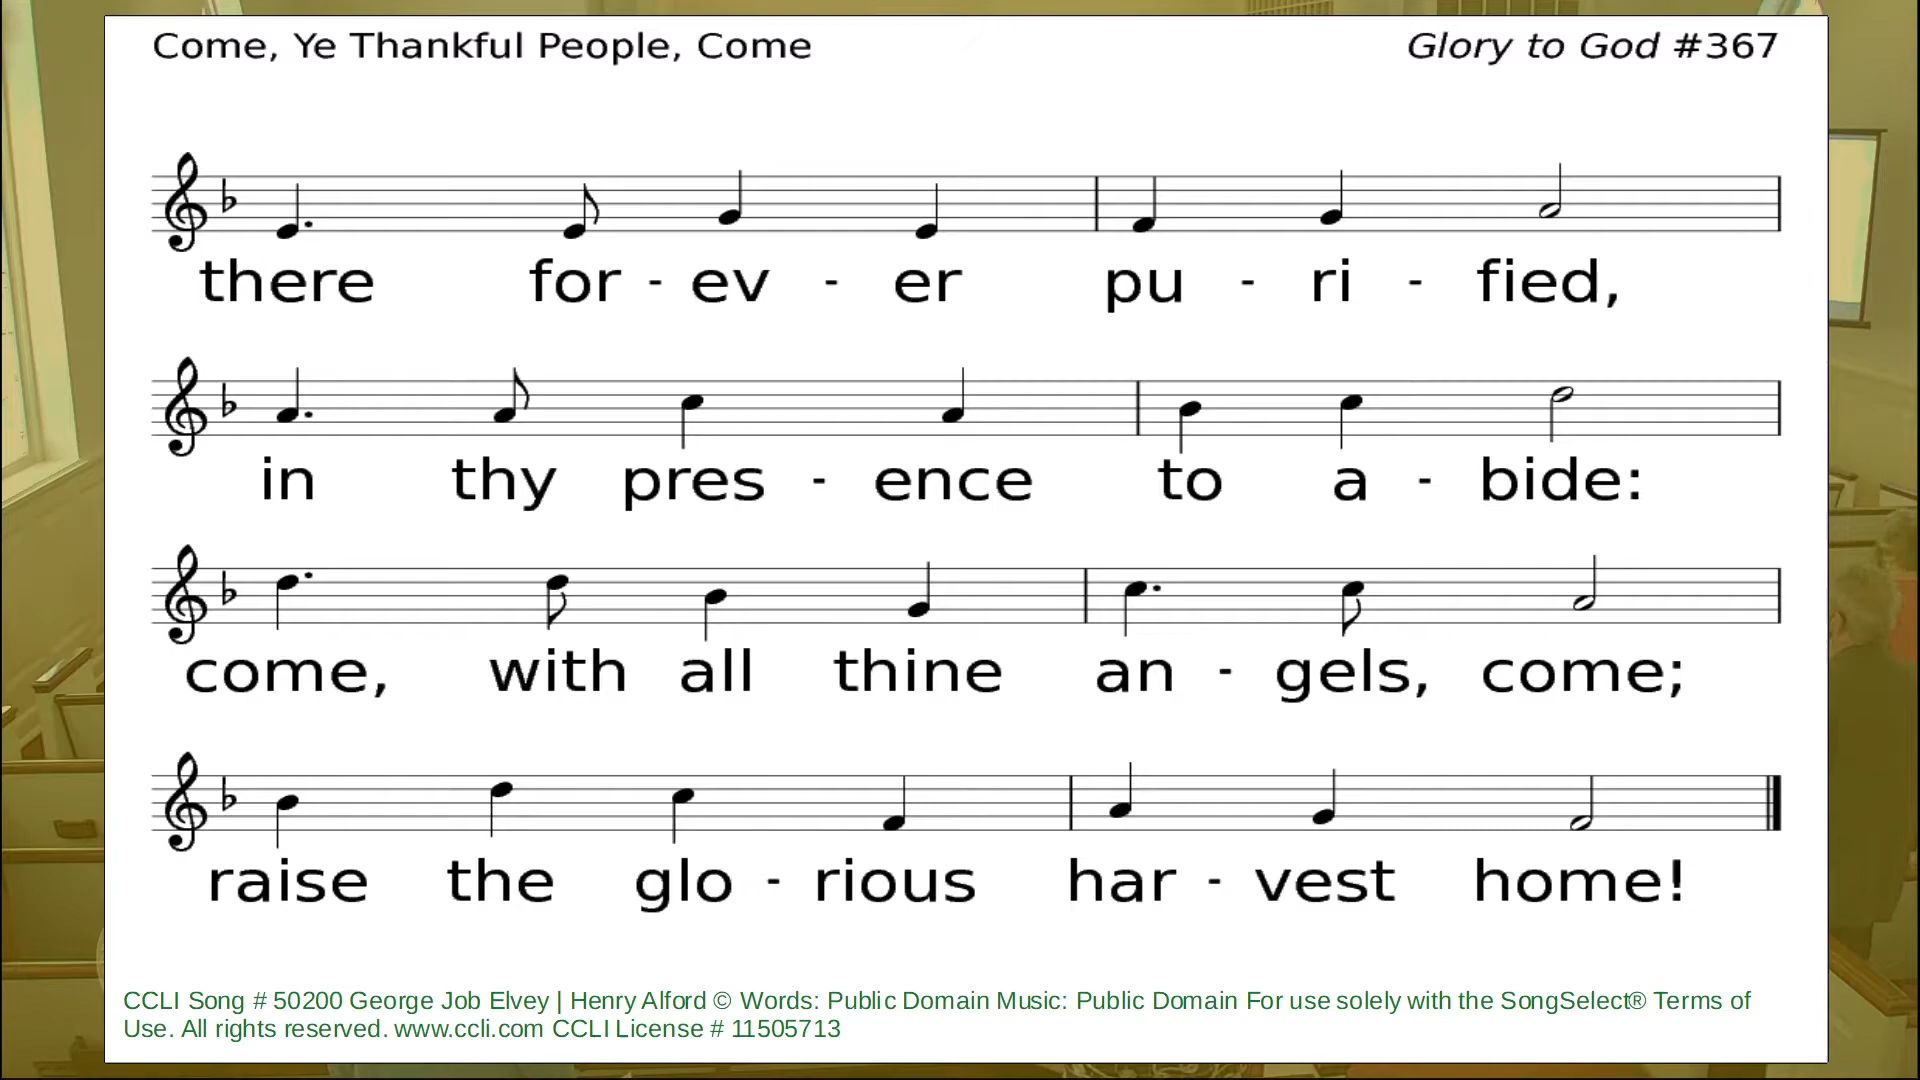 Come, Ye Thankful People, Come Glory to God #367
there for - ev - er pu - ri - fied,
in thy pres - ence to a - bide:
come, with all thine an - gels, come;
raise the glo - rious har - vest home!
CCLI Song # 50200 George Job Elvey | Henry Alford © Words: Public Domain Music: Public Domain For use solely with the SongSelect® Terms of
Use. All rights reserved. www.ccli.com CCLI License # 11505713